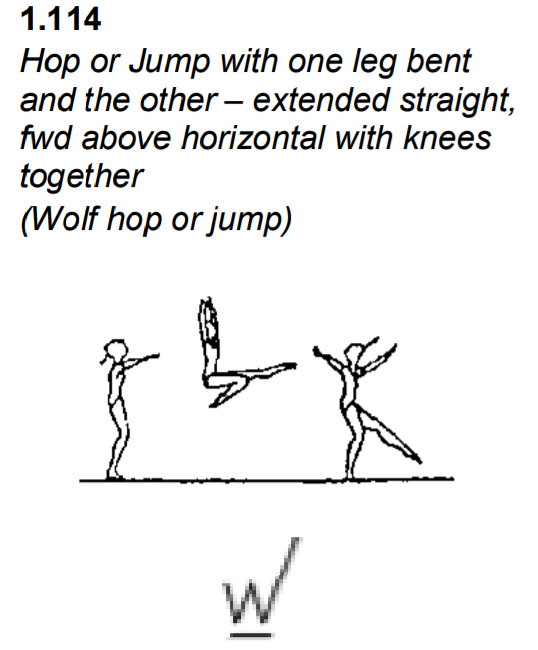 1.114
Hop or Jump with one leg bent
and the other – extended straight,
fwd above horizontal with knees
together
(Wolf hop or jump)